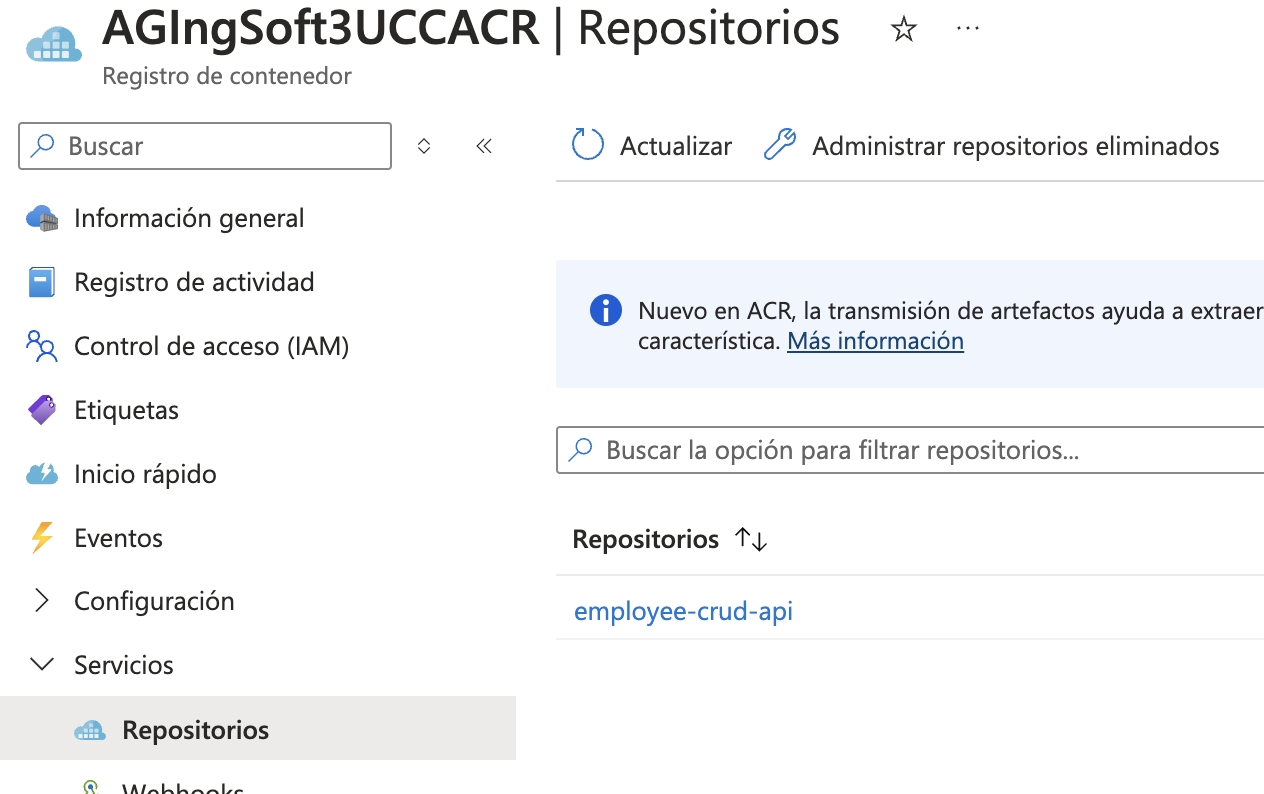 AGIngSoft3UCCACR | Repositorios
Registro de contenedor
Buscar
Actualizar
Administrar repositorios eliminados
Información general
Registro de actividad
Control de acceso (IAM)
Etiquetas
Inicio rápido
Eventos
Configuración
Servicios
Repositorios
Webhooks
Nuevo en ACR, la transmisión de artefactos ayuda a extraer
característica. Más información
Buscar la opción para filtrar repositorios...
Repositorios
employee-crud-api